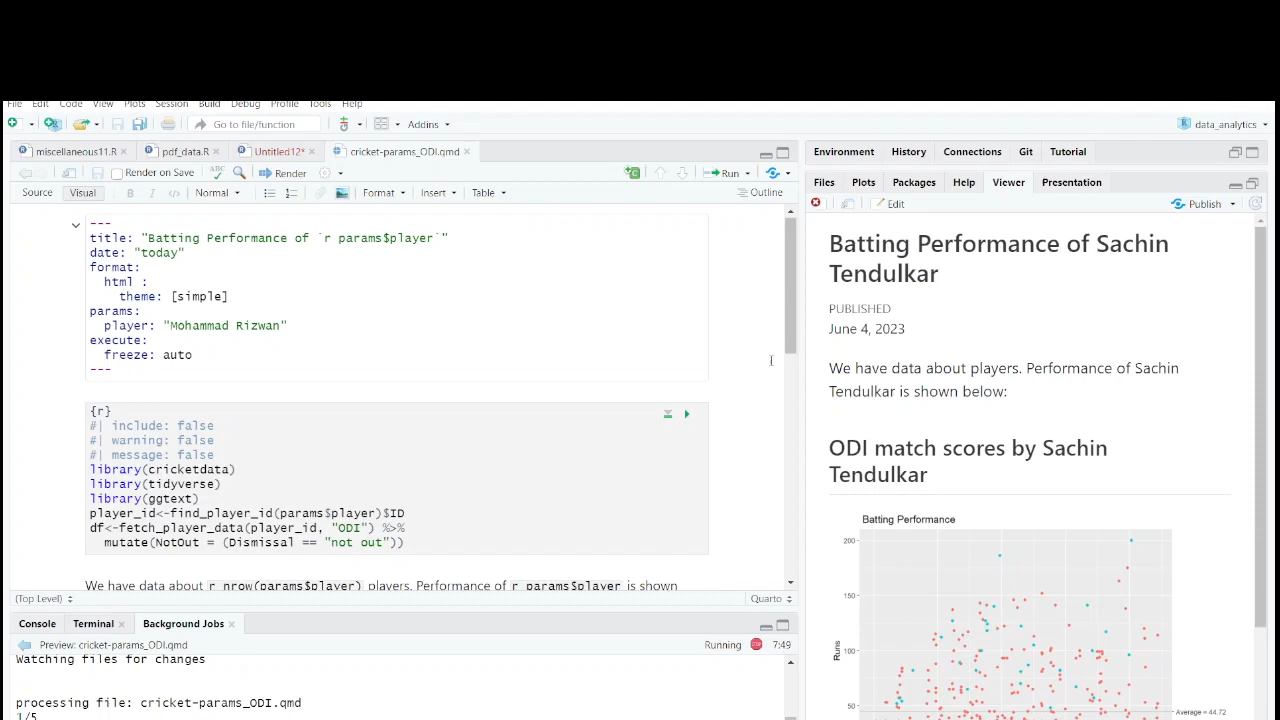 File Edit Code View Plots Session Build Debug Profile Tools Help
Go to file/function Addins data_analytics
miscellaneous11.R pdf_data.R Untitled12* cricket-params_ODI.qmd
Render on Save ABC Render Run
Source Visual B I Normal Format Insert Table Outline
---
title: "Batting Performance of `r params$player`"
date: "today"
format:
html :
theme: [simple]
params:
player: "Mohammad Rizwan"
execute:
freeze: auto
---
{r}
#| include: false
#| warning: false
#| message: false
library(cricketdata)
library(tidyverse)
library(ggtext)
player_id<-find_player_id(params$player)$ID
df<-fetch_player_data(player_id, "ODI") %>%
mutate(NotOut = (Dismissal == "not out"))
We have data about r nrow(params$player) players. Performance of r params$player is shown
(Top Level) Quarto
Console Terminal Background Jobs
Preview: cricket-params_ODI.qmd Running STOP 7:49
Watching files for changes
processing file: cricket-params_ODI.qmd
1/5
Environment History Connections Git Tutorial
Files Plots Packages Help Viewer Presentation
Edit Publish
Batting Performance of Sachin
Tendulkar
PUBLISHED
June 4, 2023
We have data about players. Performance of Sachin
Tendulkar is shown below:
ODI match scores by Sachin
Tendulkar
Batting Performance
200
150
100
50
Runs
Average = 44.72